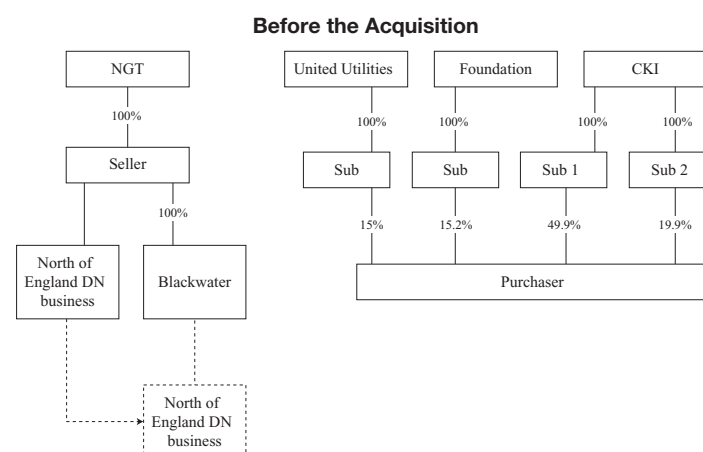 Before the Acquisition
NGT
United Utilities
Foundation
CKI
100%
100%
100%
100%
100%
Seller
Sub
Sub
Sub 1
Sub 2
100%
15%
15.2%
49.9%
19.9%
North of
England DN
business
Blackwater
Purchaser
North of
England DN
business